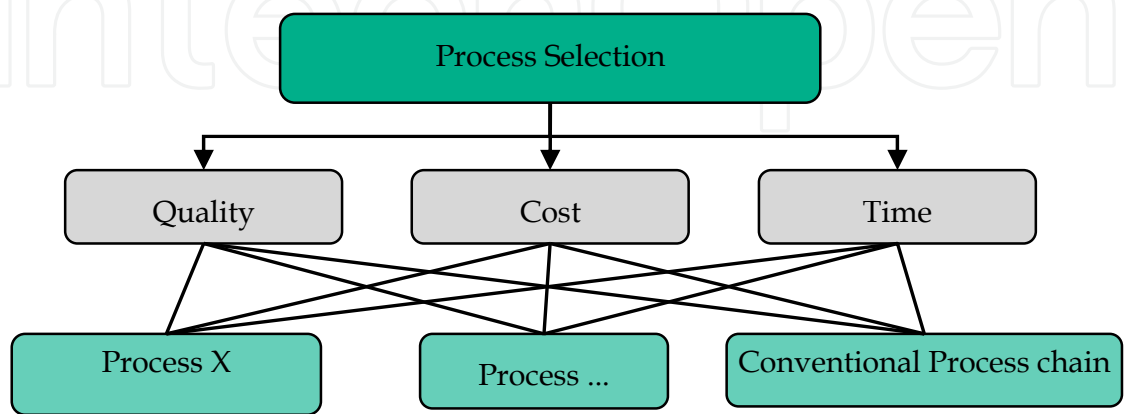 Process Selection
Quality
Cost
Time
Process X
Process ...
Conventional Process chain